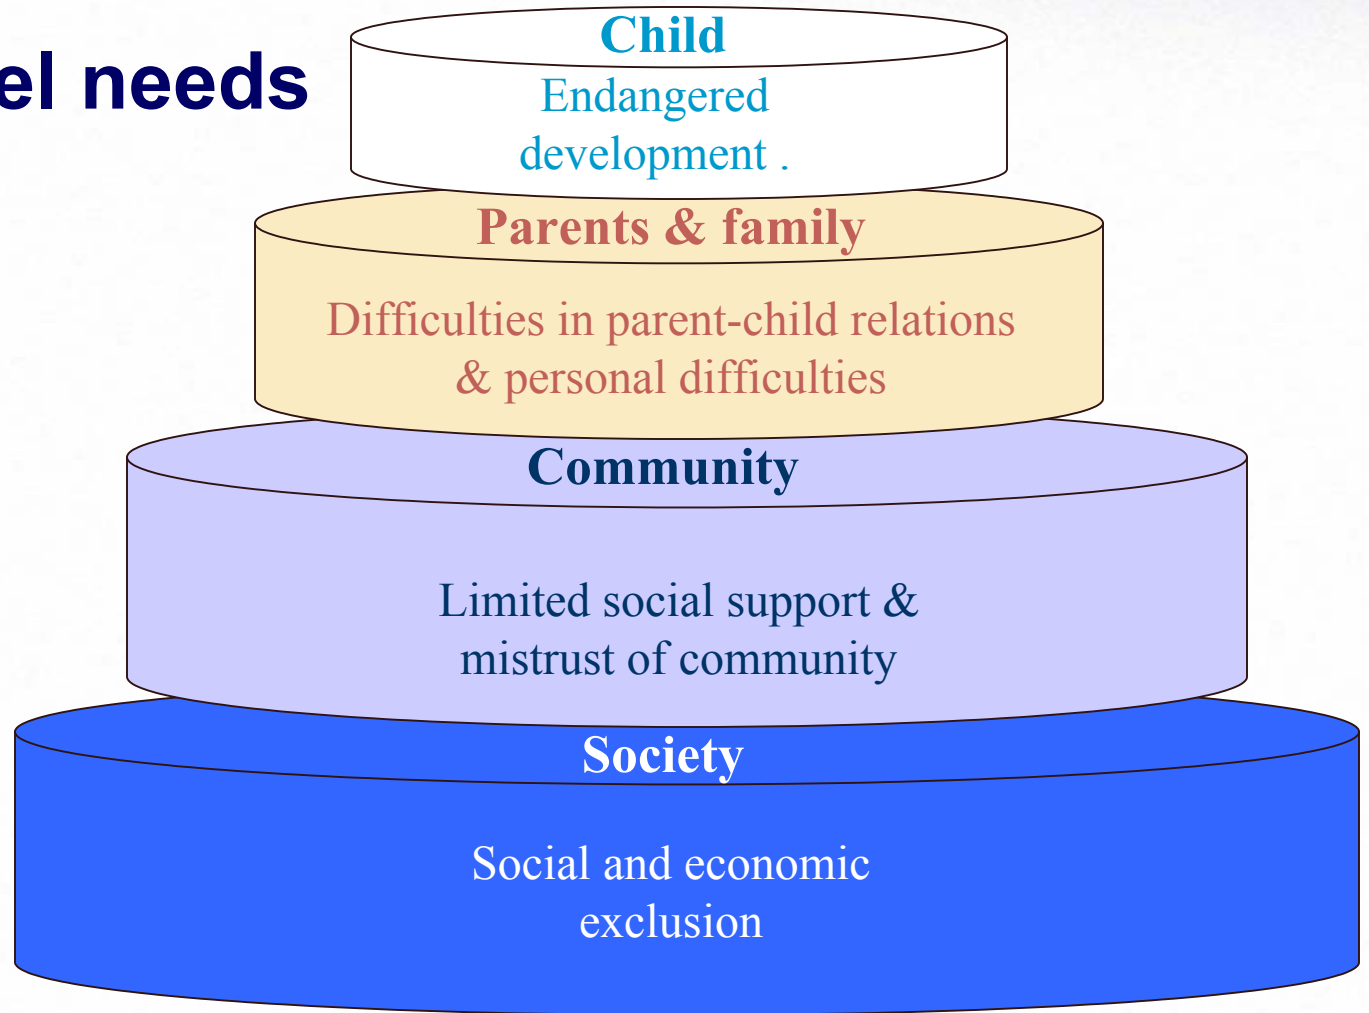 el needs
Child
Endangered
development .
Parents & family
Difficulties in parent-child relations
& personal difficulties
Community
Limited social support &
mistrust of community
Society
Social and economic
exclusion